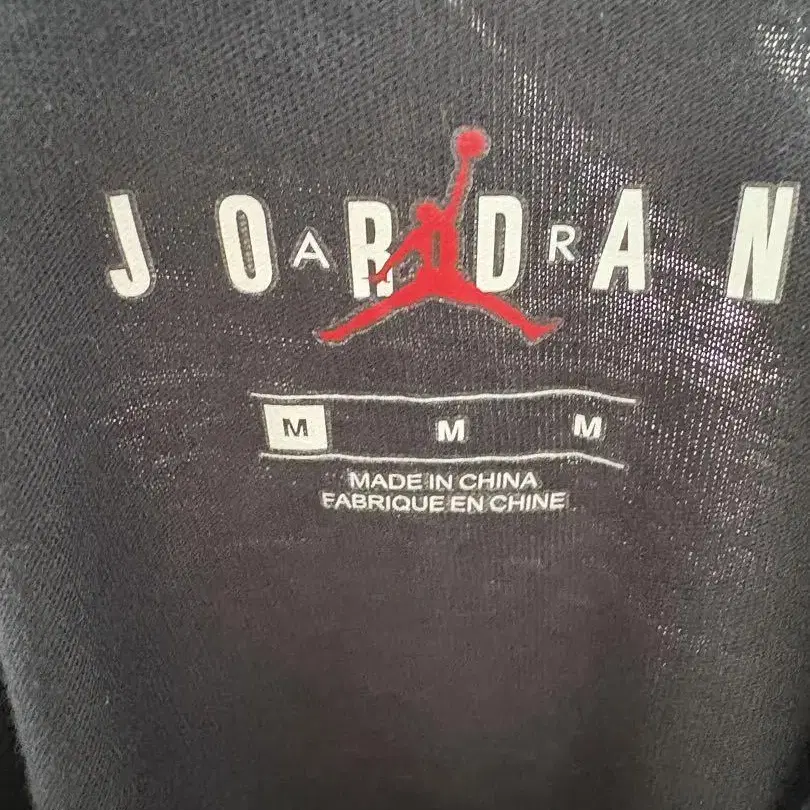 JORDAN
AIR
M M M
MADE IN CHINA
FABRIQUE EN CHINE